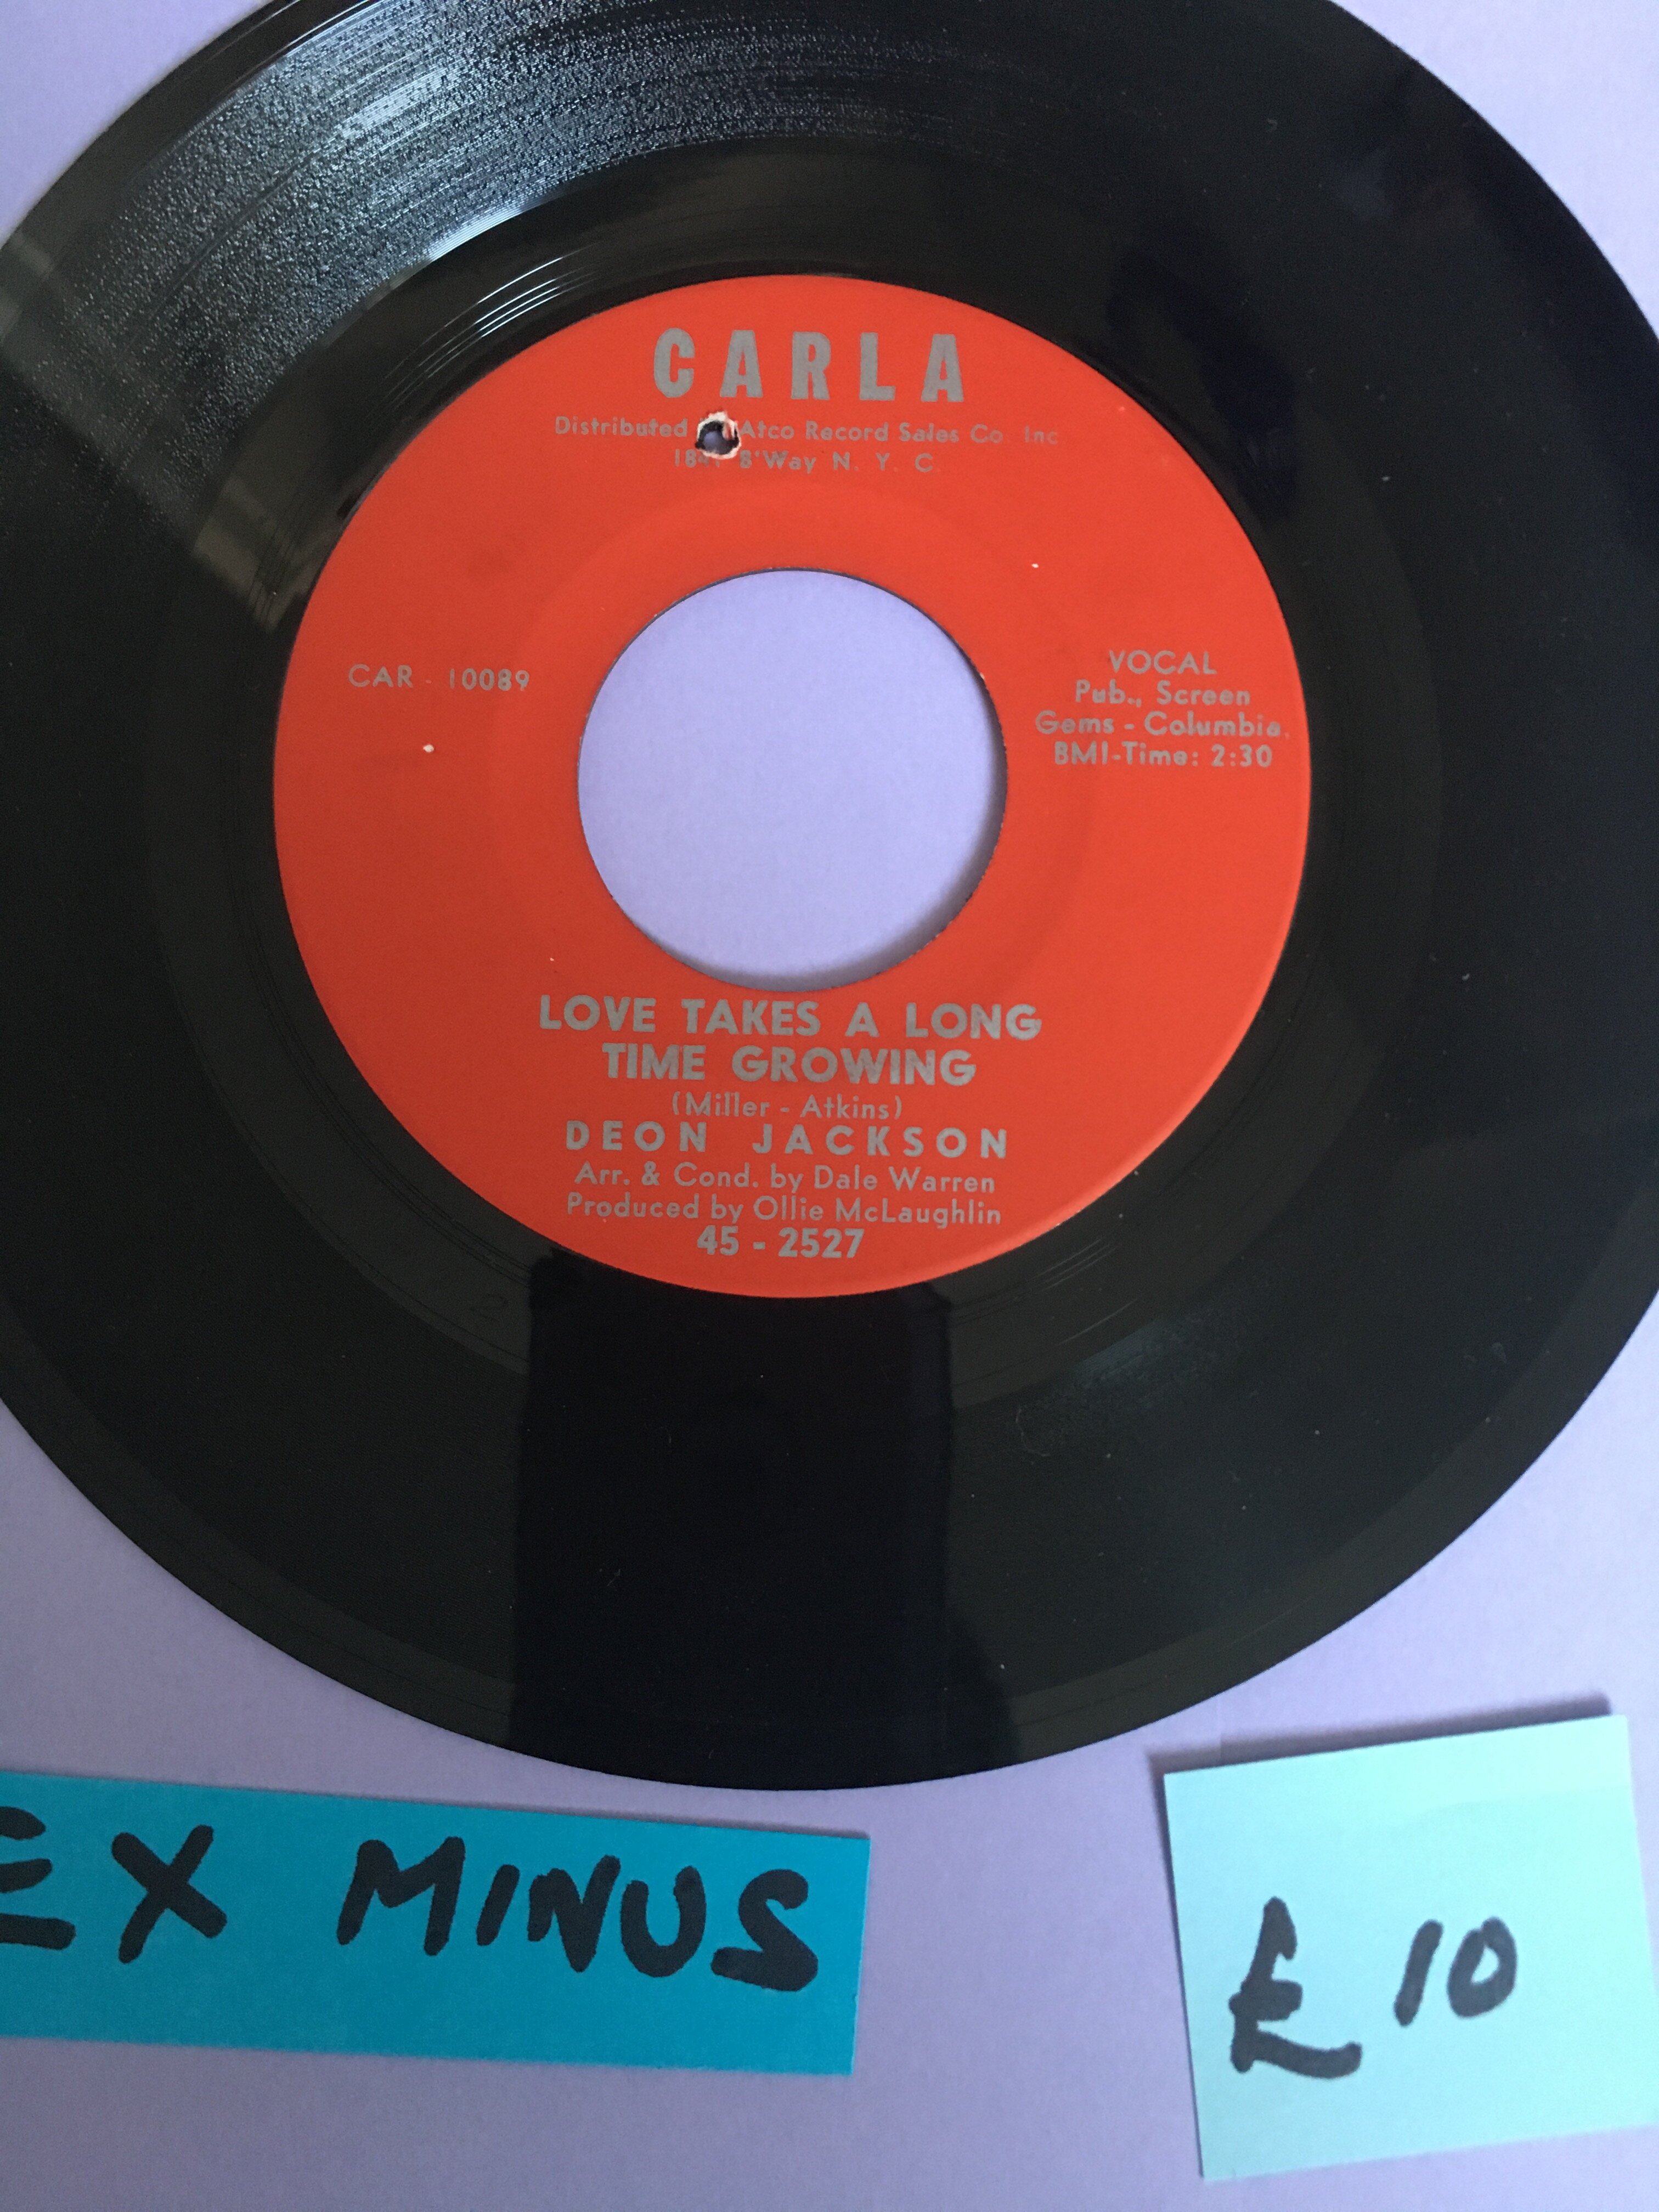 CARLA
Distributed Atco Record Sales Co. Inc
B'Way N. Y. C.
CAR - 10089
VOCAL
Pub., Screen
Gems - Columbia,
BMI-Time: 2:30
LOVE TAKES A LONG
TIME GROWING
(Miller - Atkins)
DEON JACKSON
Arr. & Cond. by Dale Warren
Produced by Ollie McLaughlin
45 - 2527
2
EX MINUS
£10